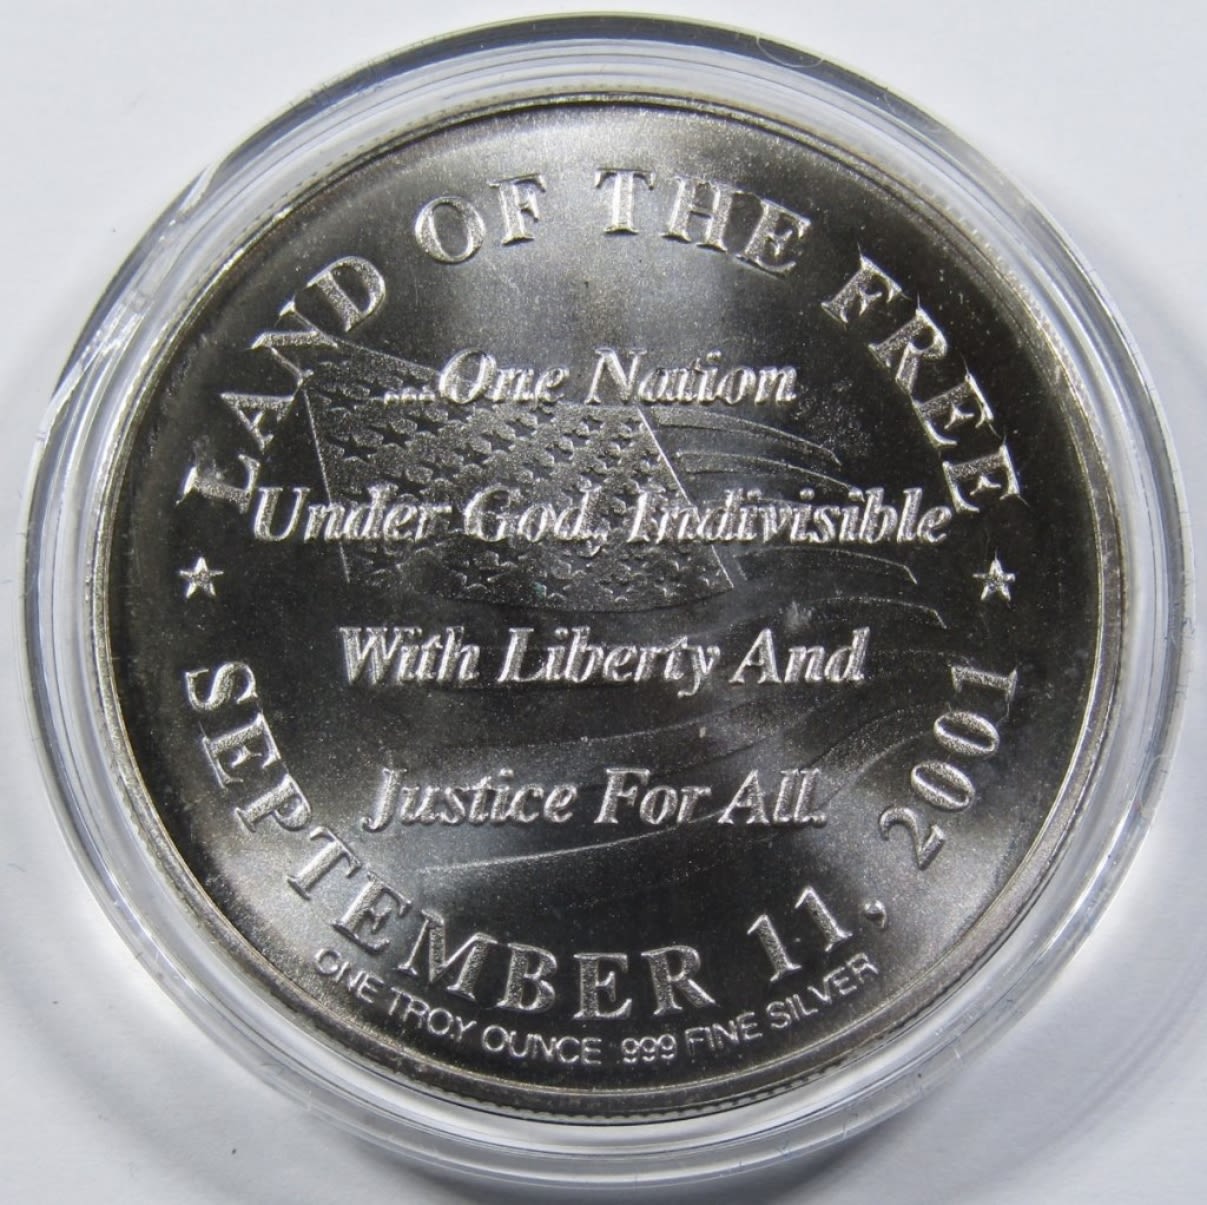 LAND OF THE FREE
....One Nation
Under God, Indivisible
With Liberty And
Justice For All.
SEPTEMBER 11, 2001
ONE TROY OUNCE .999 FINE SILVER